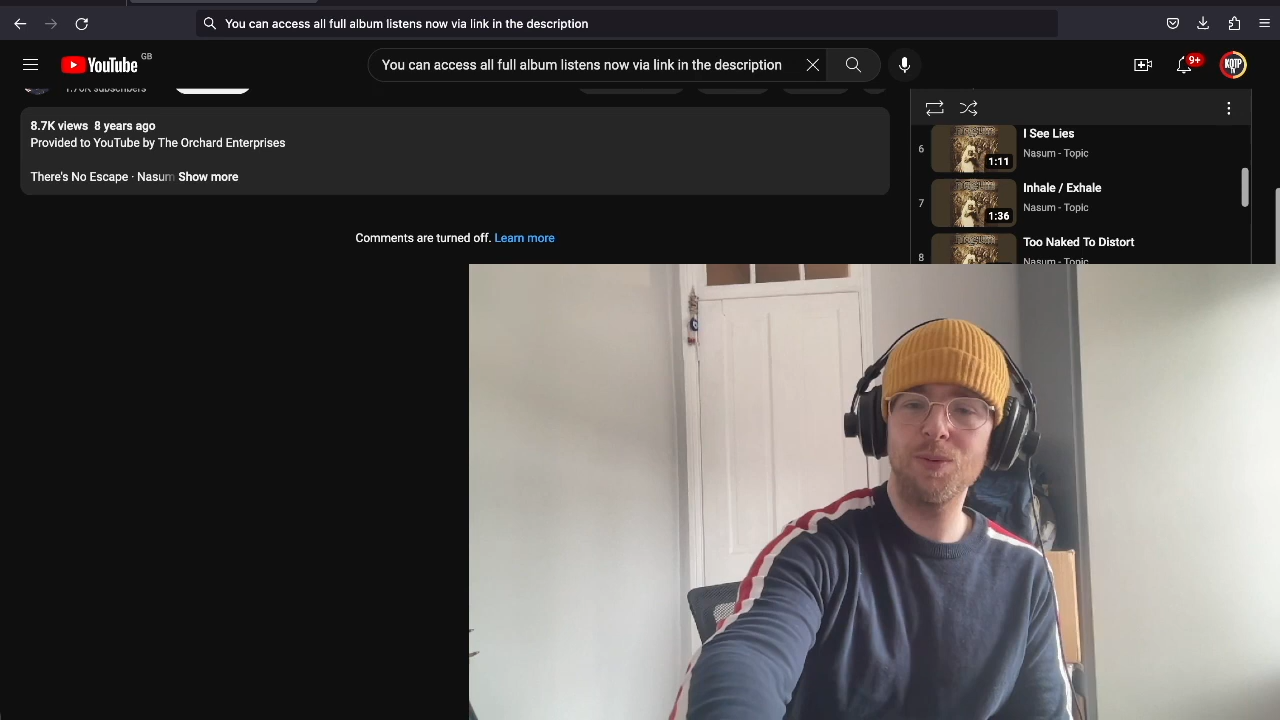 You can access all full album listens now via link in the description
YouTube
GB
You can access all full album listens now via link in the description
9+
8.7K views 8 years ago
Provided to YouTube by The Orchard Enterprises
There's No Escape · Nasum Show more
Comments are turned off. Learn more
6
I See Lies
Nasum - Topic
1:11
7
Inhale / Exhale
Nasum - Topic
1:36
8
Too Naked To Distort
Nasum - Topic